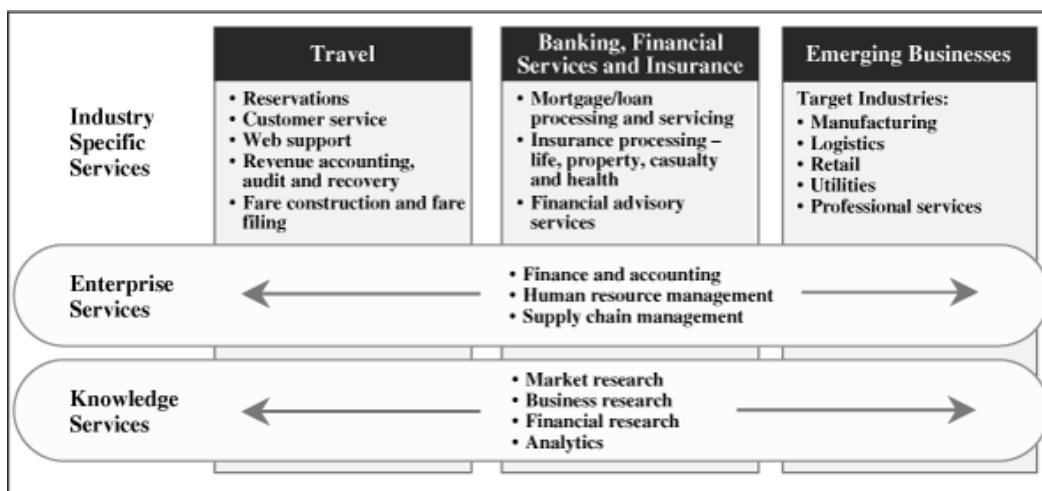 Travel
Banking, Financial
Services and Insurance
Emerging Businesses
Industry
Specific
Services
• Reservations
• Customer service
• Web support
• Revenue accounting,
audit and recovery
• Fare construction and fare
filing
• Mortgage/loan
processing and servicing
• Insurance processing –
life, property, casualty
and health
• Financial advisory
services
Target Industries:
• Manufacturing
• Logistics
• Retail
• Utilities
• Professional services
Enterprise
Services
• Finance and accounting
• Human resource management
• Supply chain management
Knowledge
Services
• Market research
• Business research
• Financial research
• Analytics